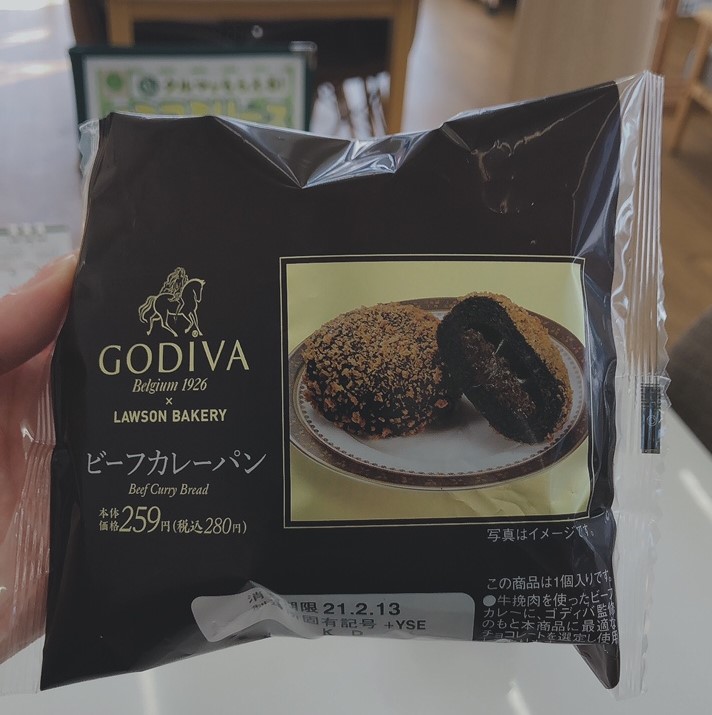 GODIVA
Belgium 1926
×
LAWSON BAKERY
ビーフカレーパン
Beef Curry Bread
本体価格259円(税込280円)
写真はイメージです。
この商品は1個入りです
●牛挽肉を使ったビーフ
カレーに、ゴディバ監修
のもと本商品に最適な
チョコレートを選定し使用
消 期限 21.2.13
固有記号 +YSE
K D